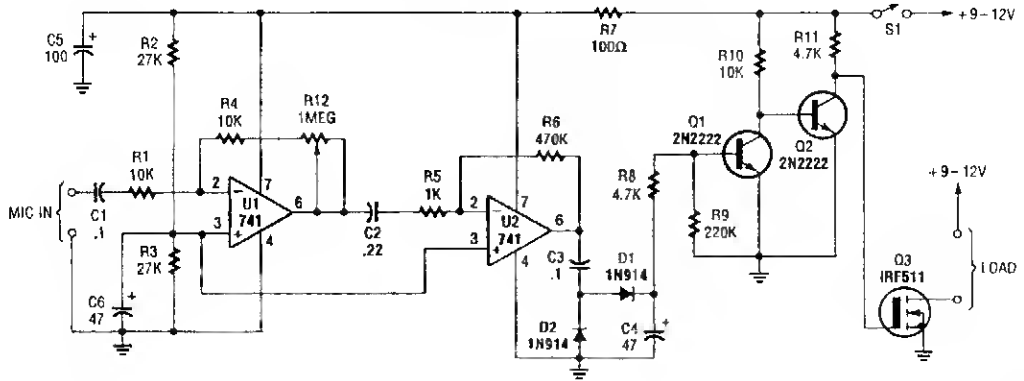 C5
100
+
R2
27K
R7
100Ω
R10
10K
R11
4.7K
S1
+9-12V
R4
10K
R12
1MEG
R6
470K
Q1
2N2222
Q2
2N2222
R1
10K
MIC IN
C1
.1
2
3
7
6
4
−
+
U1
741
R5
1K
C2
.22
2
3
7
6
4
−
+
U2
741
R8
4.7K
R9
220K
+9-12V
R3
27K
C6
47
+
C3
.1
D1
1N914
D2
1N914
C4
47
+
Q3
IRF511
LOAD